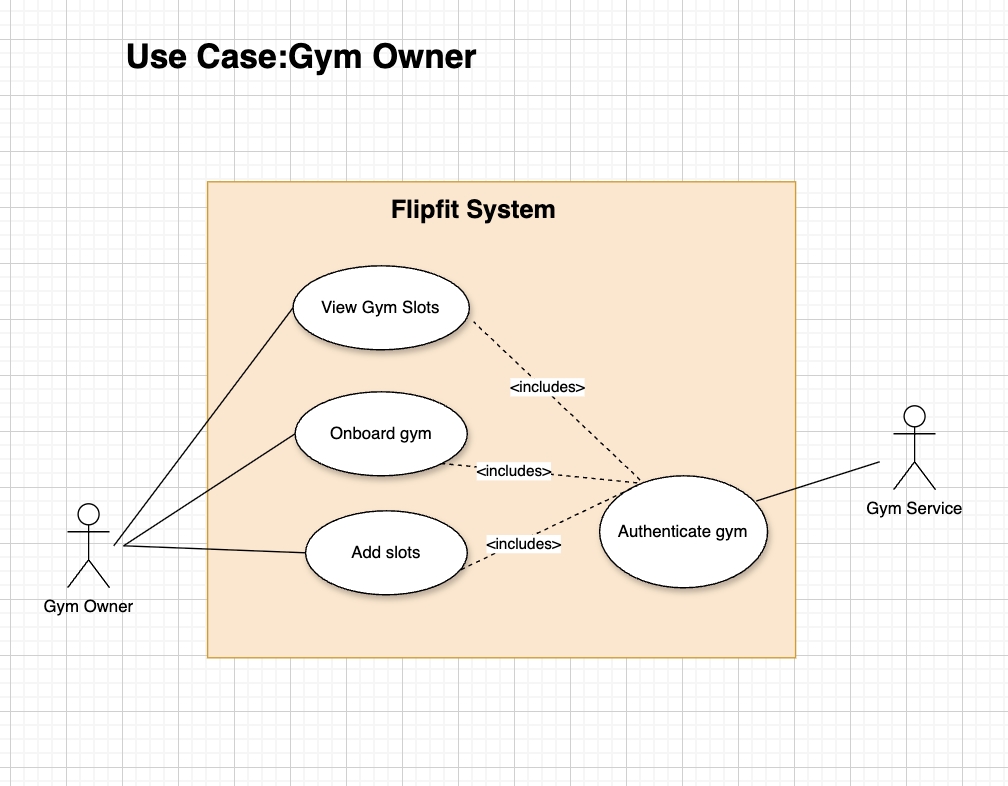 Use Case:Gym Owner
Flipfit System
View Gym Slots
<includes>
Onboard gym
<includes>
Authenticate gym
Add slots
<includes>
Gym Owner
Gym Service